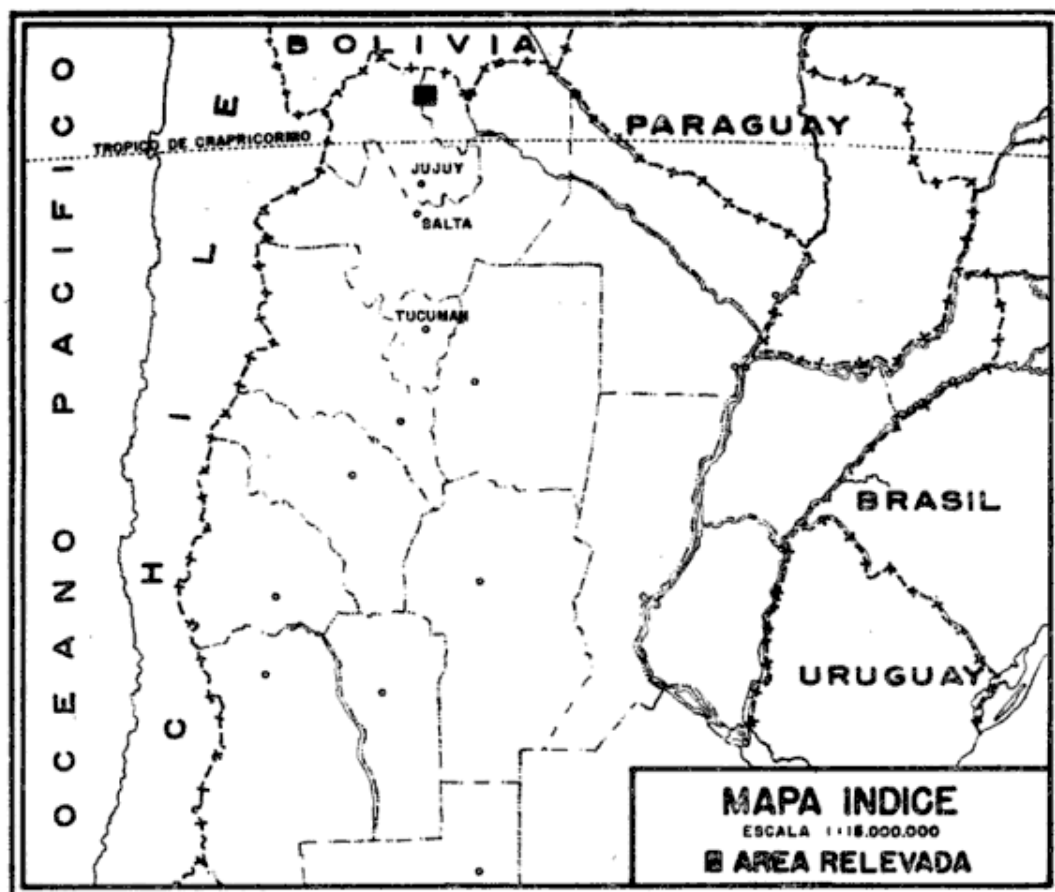 BOLIVIA
OCEANO PACIFICO
CHILE
PARAGUAY
TROPICO DE CRAPRICORNIO
JUJUY
SALTA
TUCUMAN
BRASIL
URUGUAY
MAPA INDICE
ESCALA 1:15.000.000
AREA RELEVADA